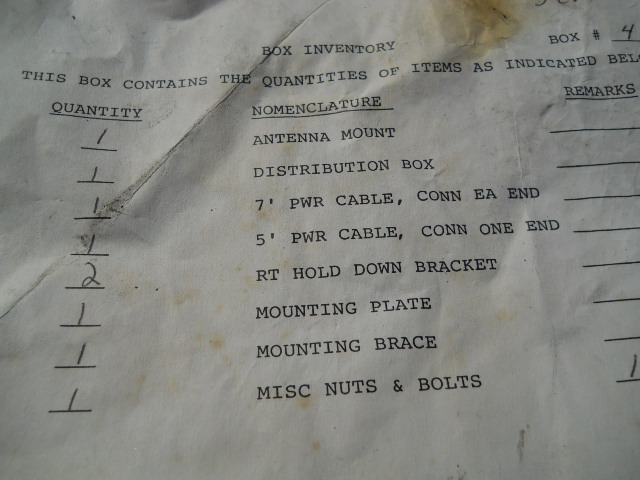 BOX INVENTORY BOX # 4
THIS BOX CONTAINS THE QUANTITIES OF ITEMS AS INDICATED
QUANTITY NOMENCLATURE REMARKS
1 ANTENNA MOUNT
1 DISTRIBUTION BOX
1 7' PWR CABLE, CONN EA END
1 5' PWR CABLE, CONN ONE END
2 RT HOLD DOWN BRACKET
1 MOUNTING PLATE
1 MOUNTING BRACE
1 MISC NUTS & BOLTS 1